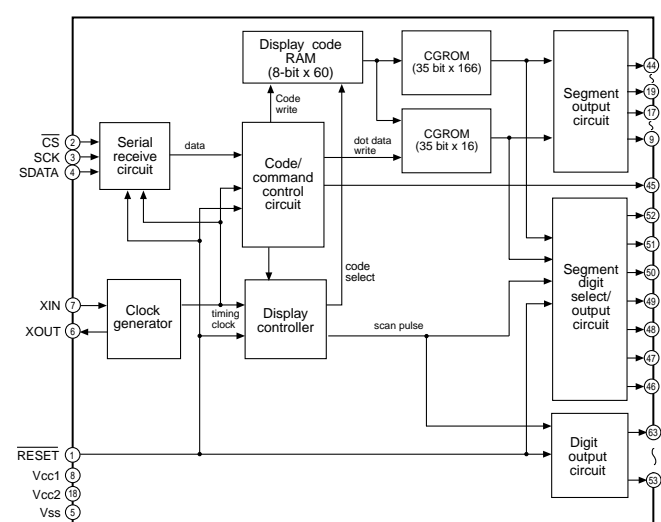 Display code
RAM
(8-bit x 60)
CGROM
(35 bit x 166)
Segment
output
circuit
44
19
17
9
Code
write
CS
2
SCK
3
SDATA
4
Serial
receive
circuit
data
Code/
command
control
circuit
dot data
write
CGROM
(35 bit x 16)
45
52
51
50
49
48
47
46
code
select
Segment
digit
select/
output
circuit
XIN
7
XOUT
6
Clock
generator
timing
clock
Display
controller
scan pulse
RESET
1
Vcc1
8
Vcc2
18
Vss
5
Digit
output
circuit
63
53